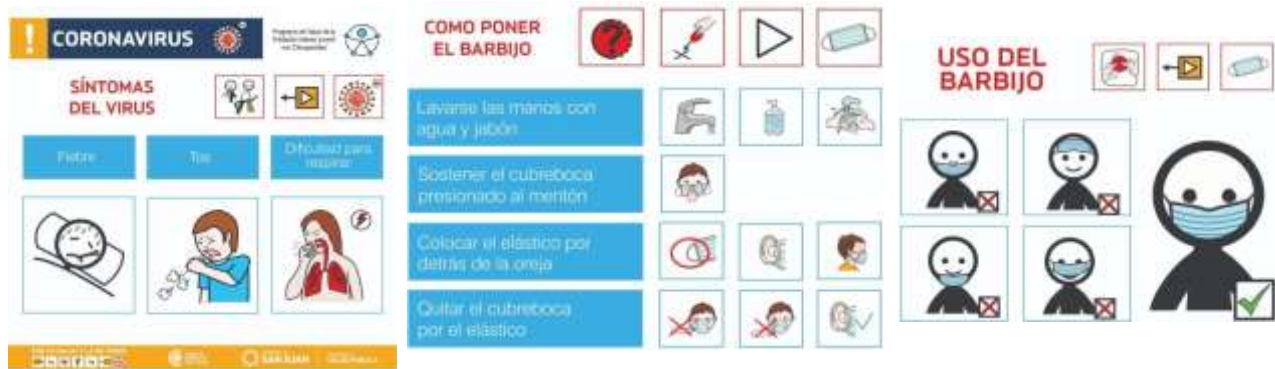 CORONAVIRUS
SÍNTOMAS
DEL VIRUS
Fiebre
Tos
Dificultad para
respirar
SAN JUAN
COMO PONER
EL BARBIJO
Lavarse las manos con
agua y jabón
Sostener el cubreboca
presionado al mentón
Colocar el elástico por
detrás de la oreja
Quitar el cubreboca
por el elástico
USO DEL
BARBIJO